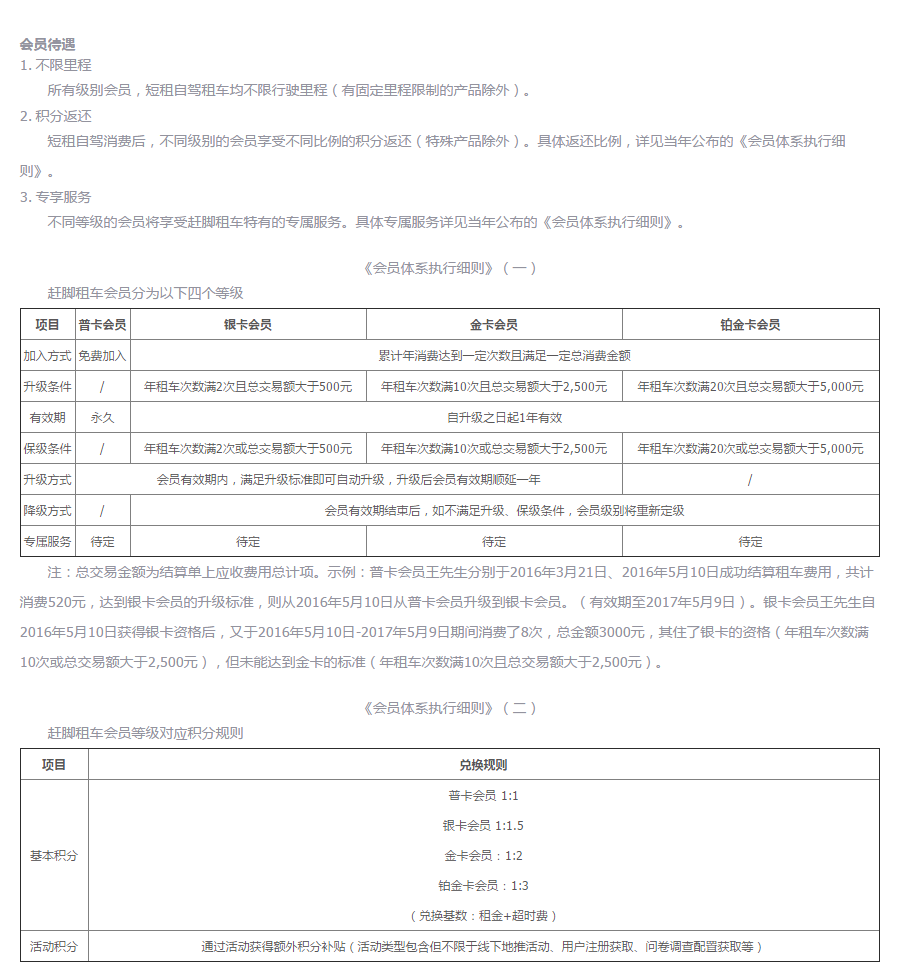 会员待遇
1. 不限里程
所有级别会员，短租自驾租车均不限行驶里程（有固定里程限制的产品除外）。
2. 积分返还
短租自驾消费后，不同级别的会员享受不同比例的积分返还（特殊产品除外）。具体返还比例，详见当年公布的《会员体系执行细
则》。
3. 专享服务
不同等级的会员将享受赶脚租车特有的专属服务。具体专属服务详见当年公布的《会员体系执行细则》。
《会员体系执行细则》（一）
赶脚租车会员分为以下四个等级
项目 普卡会员 银卡会员 金卡会员 铂金卡会员
加入方式 免费加入 累计年消费达到一定次数且满足一定总消费金额
升级条件 / 年租车次数满2次且总交易额大于500元 年租车次数满10次且总交易额大于2,500元 年租车次数满20次且总交易额大于5,000元
有效期 永久 自升级之日起1年有效
保级条件 / 年租车次数满2次或总交易额大于500元 年租车次数满10次或总交易额大于2,500元 年租车次数满20次或总交易额大于5,000元
升级方式 会员有效期内，满足升级标准即可自动升级，升级后会员有效期顺延一年 /
降级方式 / 会员有效期结束后，如不满足升级、保级条件，会员级别将重新定级
专属服务 待定 待定 待定 待定
注：总交易金额为结算单上应收费用总计项。示例：普卡会员王先生分别于2016年3月21日、2016年5月10日成功结算租车费用，共计
消费520元，达到银卡会员的升级标准，则从2016年5月10日从普卡会员升级到银卡会员。（有效期至2017年5月9日）。银卡会员王先生自
2016年5月10日获得银卡资格后，又于2016年5月10日-2017年5月9日期间消费了8次，总金额3000元，其住了银卡的资格（年租车次数满
10次或总交易额大于2,500元），但未能达到金卡的标准（年租车次数满10次且总交易额大于2,500元）。
《会员体系执行细则》（二）
赶脚租车会员等级对应积分规则
项目 兑换规则
基本积分 普卡会员 1:1
银卡会员 1:1.5
金卡会员：1:2
铂金卡会员：1:3
（兑换基数：租金+超时费）
活动积分 通过活动获得额外积分补贴（活动类型包含但不限于线下地推活动、用户注册获取、问卷调查配置获取等）